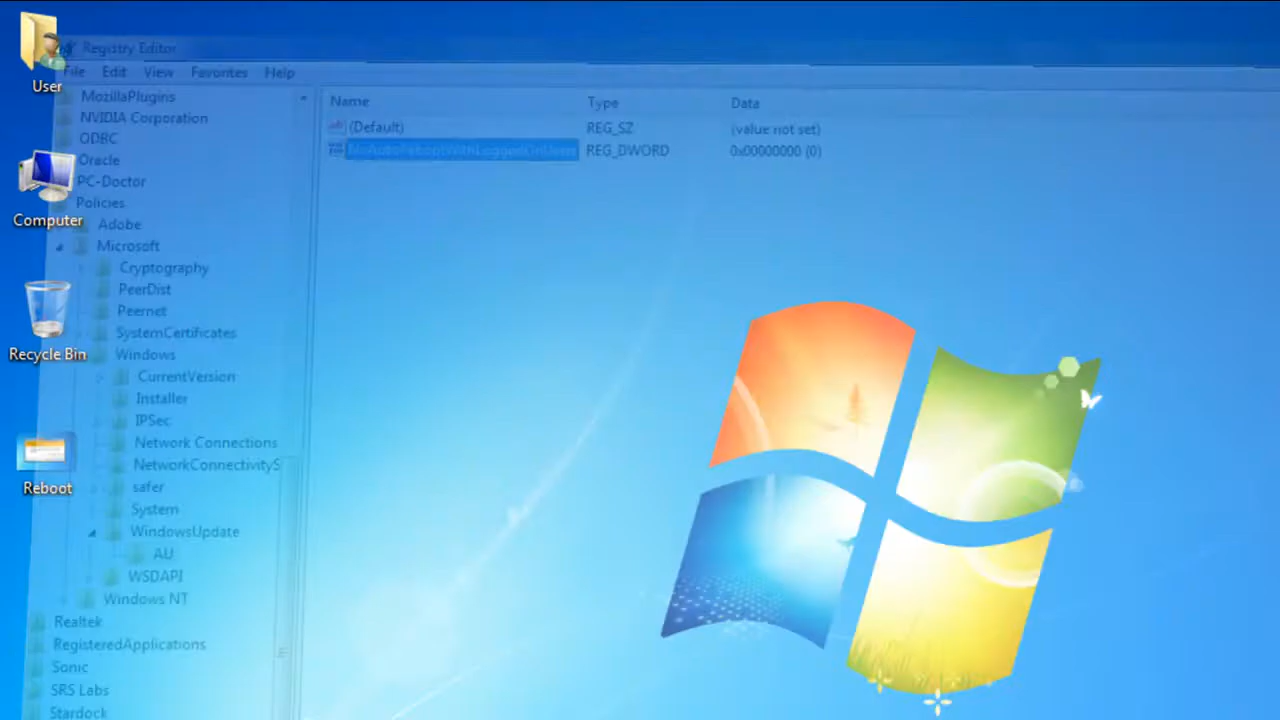 Registry Editor
File Edit View Favorites Help
User
Computer
Recycle Bin
Reboot
MozillaPlugins
NVIDIA Corporation
ODRC
Oracle
PC-Doctor
Policies
Adobe
Microsoft
Cryptography
PeerDist
Peernet
SystemCertificates
Windows
CurrentVersion
Installer
IPSec
Network Connections
NetworkConnectivityS
safer
System
WindowsUpdate
AU
WSDAPI
Windows NT
Realtek
RegisteredApplications
Sonic
SRS Labs
Stardock
Name Type Data
(Default) REG_SZ (value not set)
NoAutoRebootWithLoggedOnUsers REG_DWORD 0x00000000 (0)